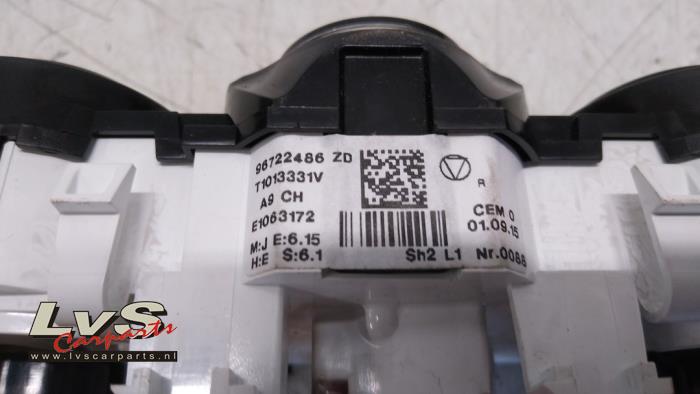 96722486 ZD
T1013331V
A9 CH
E1063172
M:J E:6.15
H:E S:6.1
R
CEM 0
01.09.15
Sh2 L1 Nr.0088
LvS
Carparts
www.lvscarparts.nl